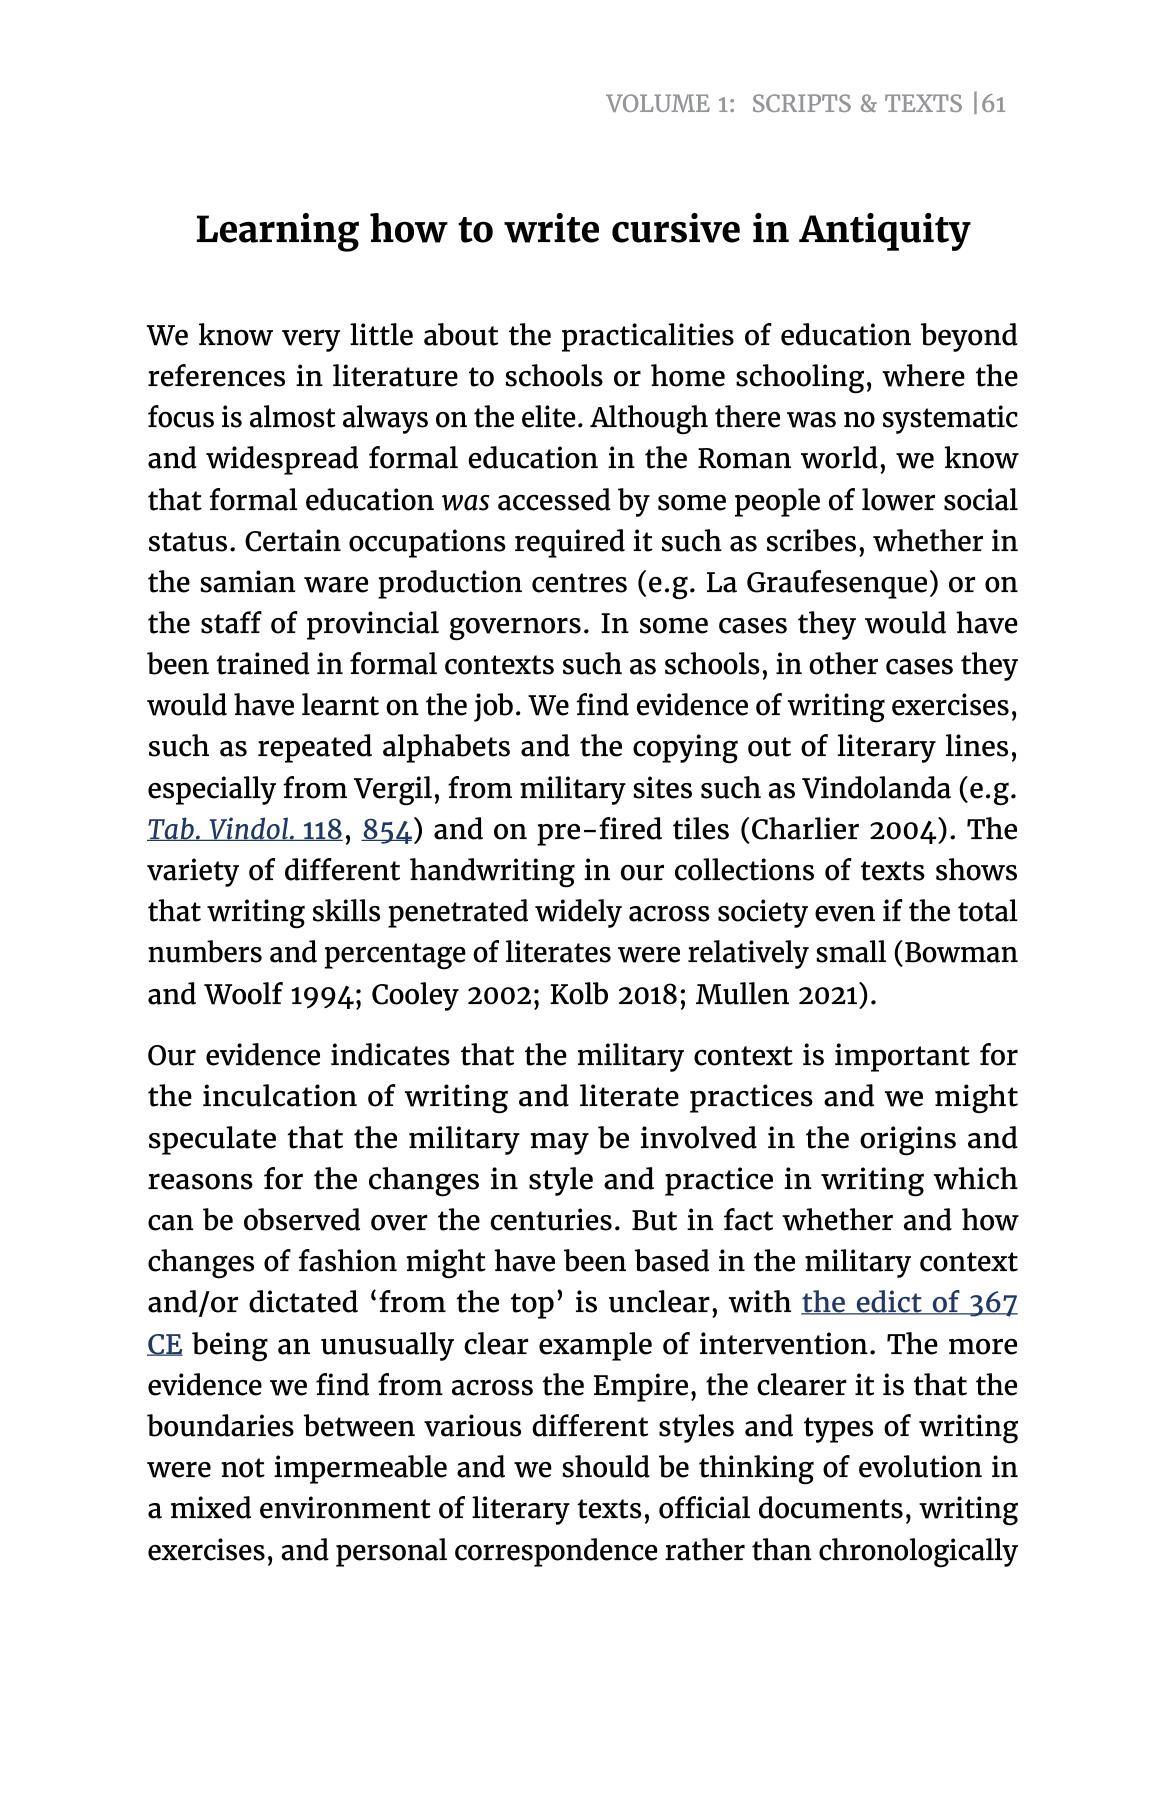 VOLUME 1: SCRIPTS & TEXTS |61
Learning how to write cursive in Antiquity
We know very little about the practicalities of education beyond
references in literature to schools or home schooling, where the
focus is almost always on the elite. Although there was no systematic
and widespread formal education in the Roman world, we know
that formal education was accessed by some people of lower social
status. Certain occupations required it such as scribes, whether in
the samian ware production centres (e.g. La Graufesenque) or on
the staff of provincial governors. In some cases they would have
been trained in formal contexts such as schools, in other cases they
would have learnt on the job. We find evidence of writing exercises,
such as repeated alphabets and the copying out of literary lines,
especially from Vergil, from military sites such as Vindolanda (e.g.
Tab. Vindol. 118, 854) and on pre-fired tiles (Charlier 2004). The
variety of different handwriting in our collections of texts shows
that writing skills penetrated widely across society even if the total
numbers and percentage of literates were relatively small (Bowman
and Woolf 1994; Cooley 2002; Kolb 2018; Mullen 2021).
Our evidence indicates that the military context is important for
the inculcation of writing and literate practices and we might
speculate that the military may be involved in the origins and
reasons for the changes in style and practice in writing which
can be observed over the centuries. But in fact whether and how
changes of fashion might have been based in the military context
and/or dictated ‘from the top’ is unclear, with the edict of 367
CE being an unusually clear example of intervention. The more
evidence we find from across the Empire, the clearer it is that the
boundaries between various different styles and types of writing
were not impermeable and we should be thinking of evolution in
a mixed environment of literary texts, official documents, writing
exercises, and personal correspondence rather than chronologically